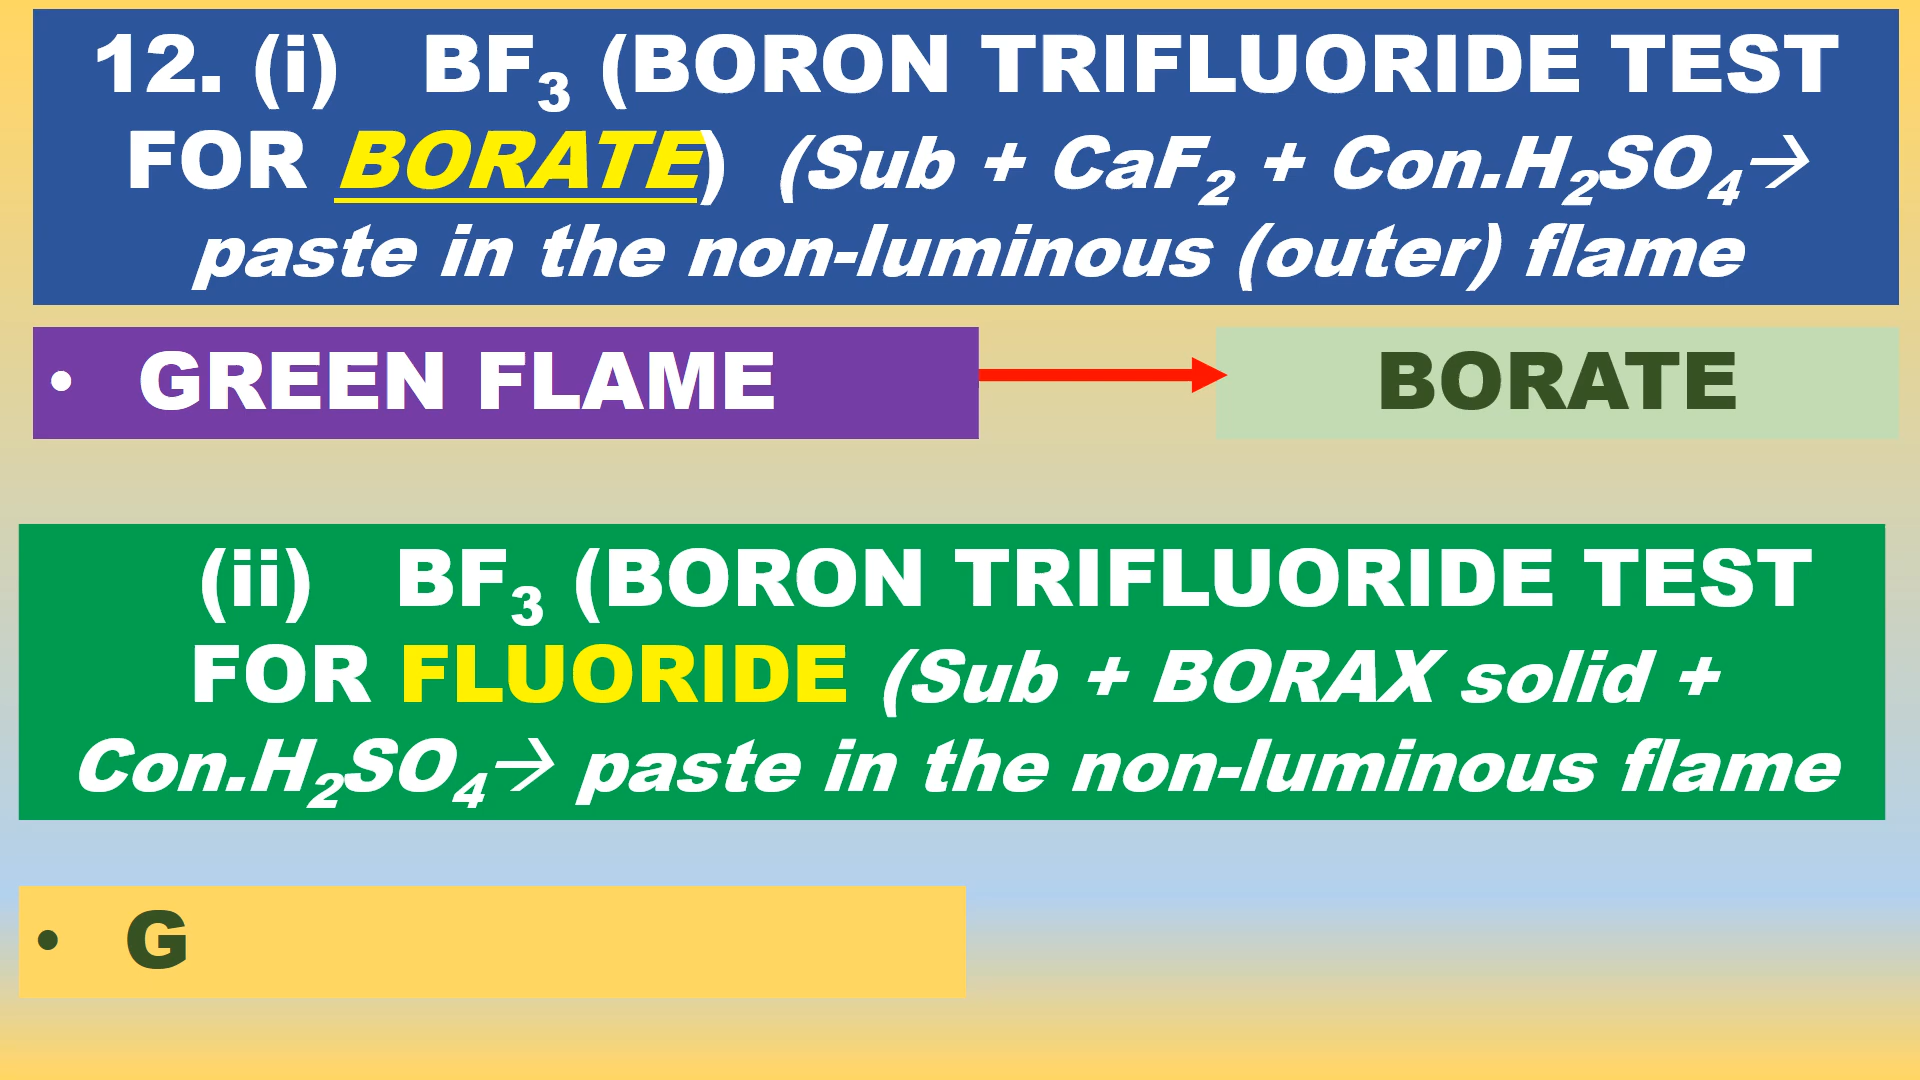 12. (i) BF₃ (BORON TRIFLUORIDE TEST
FOR BORATE) (Sub + CaF₂ + Con.H₂SO₄→
paste in the non-luminous (outer) flame
• GREEN FLAME
BORATE
(ii) BF₃ (BORON TRIFLUORIDE TEST
FOR FLUORIDE (Sub + BORAX solid +
Con.H₂SO₄→ paste in the non-luminous flame
• G